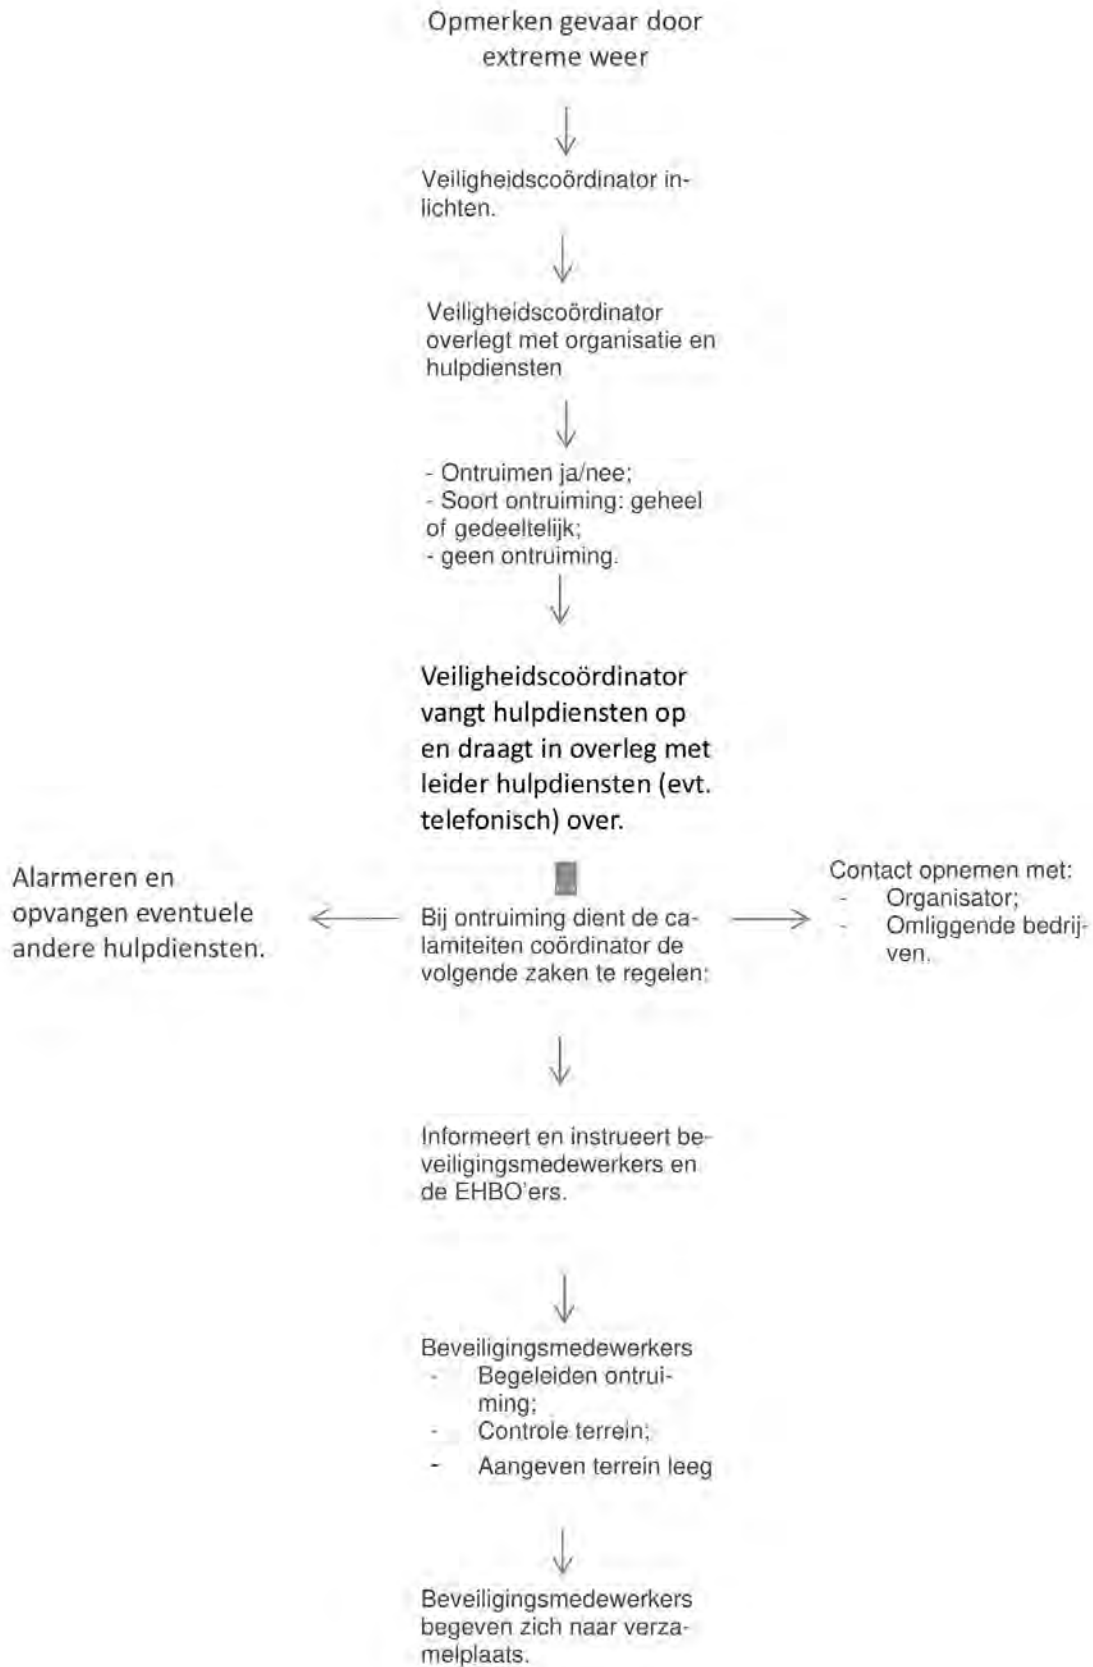 Opmerken gevaar door
extreme weer
Veiligheidscoördinator in-
lichten.
Veiligheidscoördinator
overlegt met organisatie en
hulpdiensten
- Ontruimen ja/nee;
- Soort ontruiming: geheel
of gedeeltelijk;
- geen ontruiming.
Veiligheidscoördinator
vangt hulpdiensten op
en draagt in overleg met
leider hulpdiensten (evt.
telefonisch) over.
Alarmeren en
opvangen eventuele
andere hulpdiensten.
Bij ontruiming dient de ca-
lamiteiten coördinator de
volgende zaken te regelen:
Contact opnemen met:
- Organisator;
- Omliggende bedrij-
ven.
Informeert en instrueert be-
veiligingsmedewerkers en
de EHBO'ers.
Beveiligingsmedewerkers
- Begeleiden ontrui-
ming;
- Controle terrein;
- Aangeven terrein leeg
Beveiligingsmedewerkers
begeven zich naar verza-
melplaats.